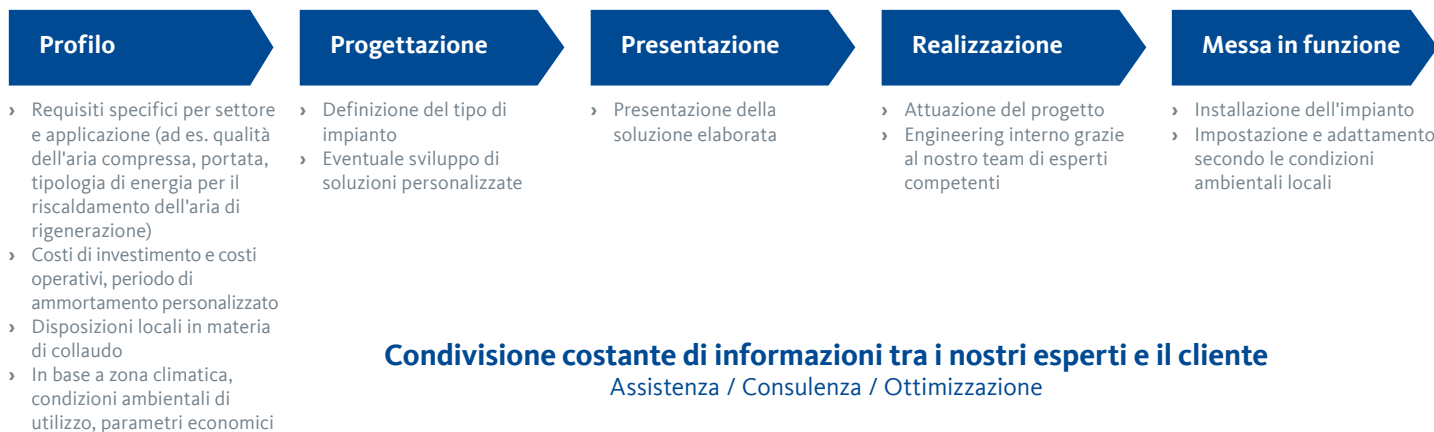 Profilo
› Requisiti specifici per settore
e applicazione (ad es. qualità
dell'aria compressa, portata,
tipologia di energia per il
riscaldamento dell'aria di
rigenerazione)
› Costi di investimento e costi
operativi, periodo di
ammortamento personalizzato
› Disposizioni locali in materia
di collaudo
› In base a zona climatica,
condizioni ambientali di
utilizzo, parametri economici
Progettazione
› Definizione del tipo di
impianto
› Eventuale sviluppo di
soluzioni personalizzate
Presentazione
› Presentazione della
soluzione elaborata
Realizzazione
› Attuazione del progetto
› Engineering interno grazie
al nostro team di esperti
competenti
Messa in funzione
› Installazione dell'impianto
› Impostazione e adattamento
secondo le condizioni
ambientali locali
Condivisione costante di informazioni tra i nostri esperti e il cliente
Assistenza / Consulenza / Ottimizzazione